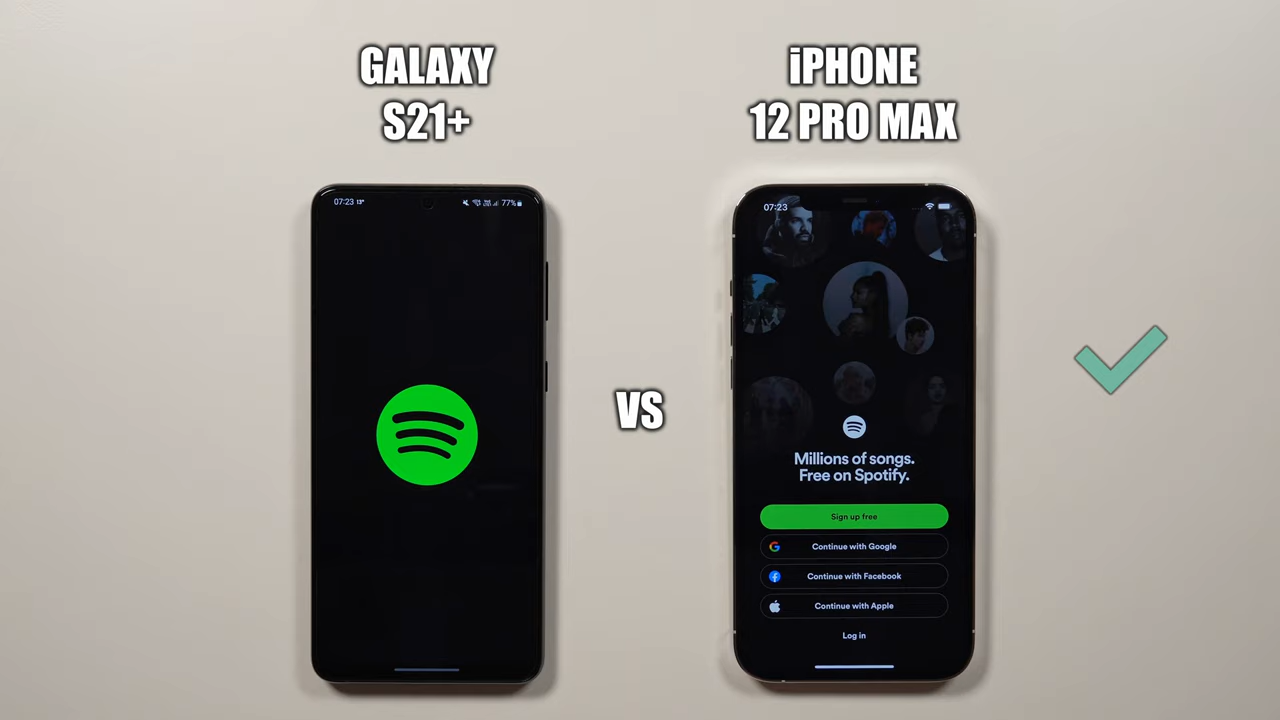 GALAXY
S21+
iPHONE
12 PRO MAX
07:23 13°
77%
07:23
VS
Millions of songs.
Free on Spotify.
Sign up free
Continue with Google
Continue with Facebook
Continue with Apple
Log in